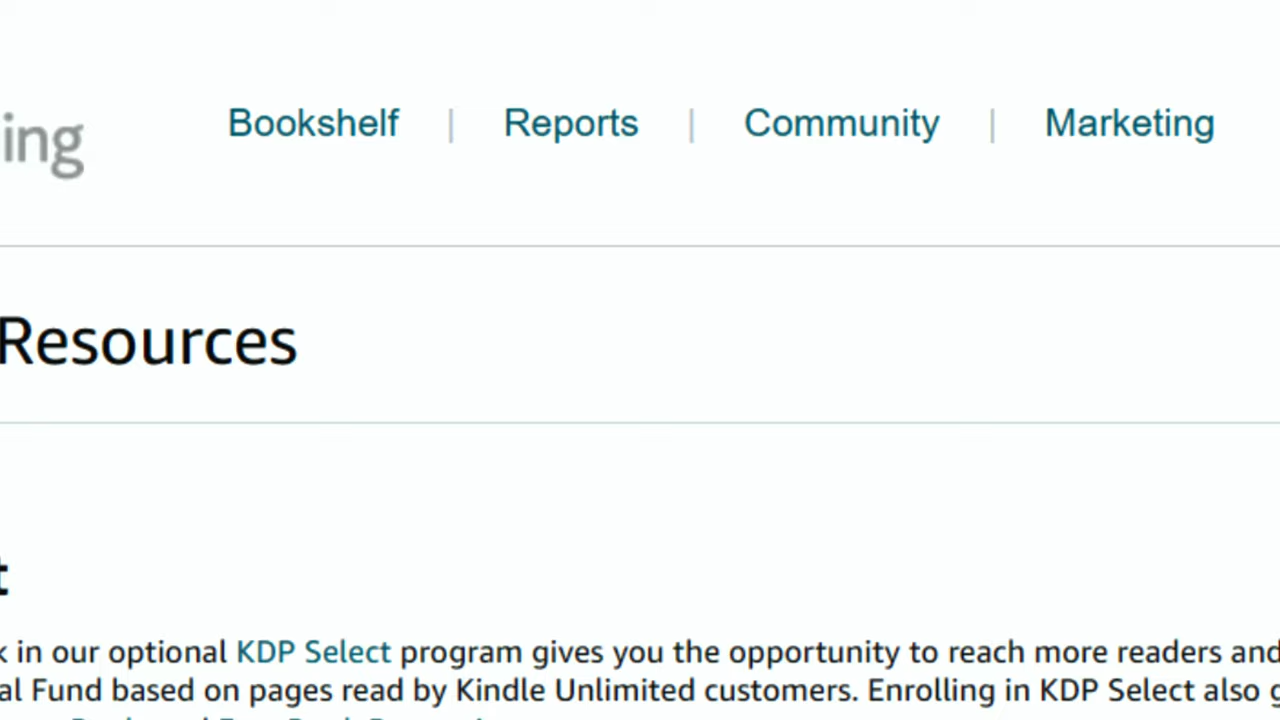 ing
Bookshelf | Reports | Community | Marketing
Resources
t
k in our optional KDP Select program gives you the opportunity to reach more readers and
al Fund based on pages read by Kindle Unlimited customers. Enrolling in KDP Select also g